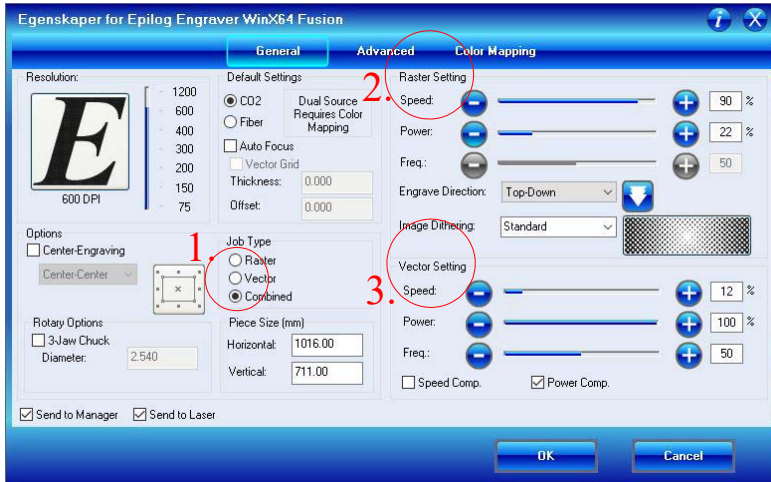 Egenskaper for Epilog Engraver WinX64 Fusion
General Advanced Color Mapping
Resolution:
E
1200
600
400
300
200
150
75
600 DPI
Default Settings
CO2
Fiber
Dual Source
Requires Color
Mapping
Auto Focus
Vector Grid
Thickness: 0.000
Offset: 0.000
2.
Raster Setting
Speed: 90 %
Power: 22 %
Freq.: 50
Engrave Direction: Top-Down
Image Dithering: Standard
Options
Center-Engraving
Center-Center
1.
Job Type
Raster
Vector
Combined
3.
Vector Setting
Speed: 12 %
Power: 100 %
Freq.: 50
Speed Comp. Power Comp.
Rotary Options
3-Jaw Chuck
Diameter: 2.540
Piece Size (mm)
Horizontal: 1016.00
Vertical: 711.00
Send to Manager Send to Laser
OK Cancel